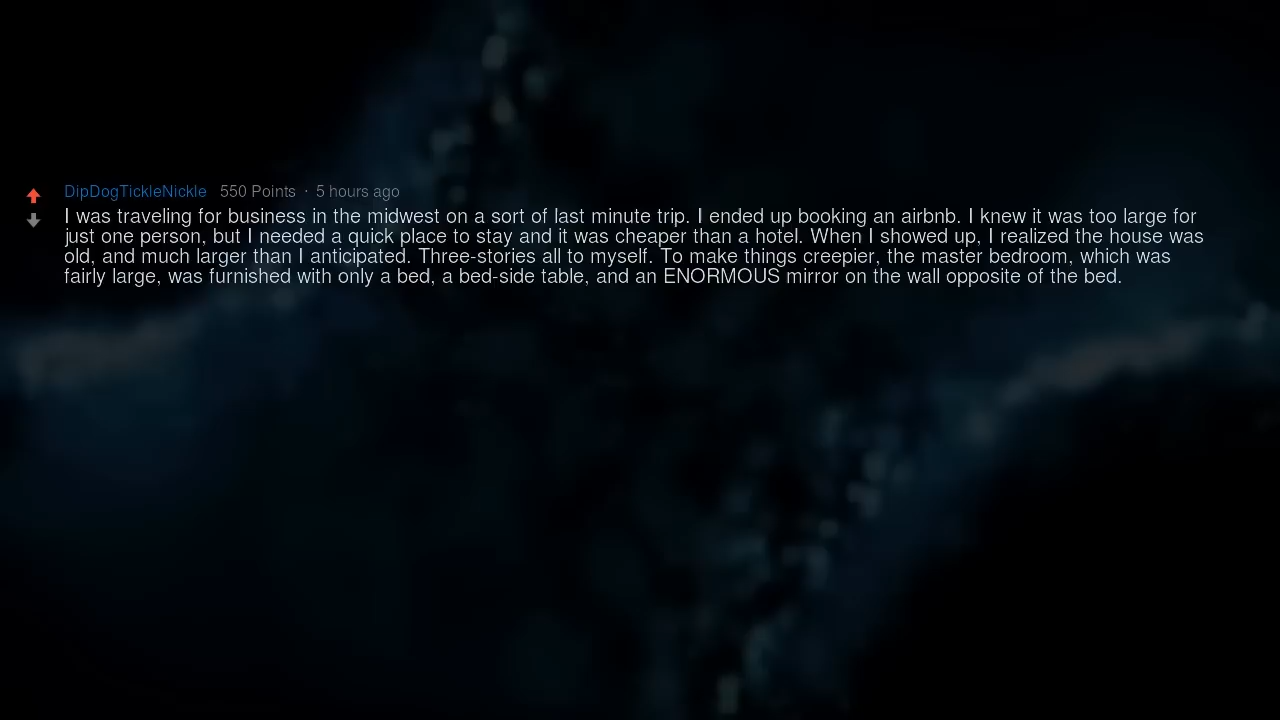 DipDogTickleNickle 550 Points · 5 hours ago
I was traveling for business in the midwest on a sort of last minute trip. I ended up booking an airbnb. I knew it was too large for
just one person, but I needed a quick place to stay and it was cheaper than a hotel. When I showed up, I realized the house was
old, and much larger than I anticipated. Three-stories all to myself. To make things creepier, the master bedroom, which was
fairly large, was furnished with only a bed, a bed-side table, and an ENORMOUS mirror on the wall opposite of the bed.